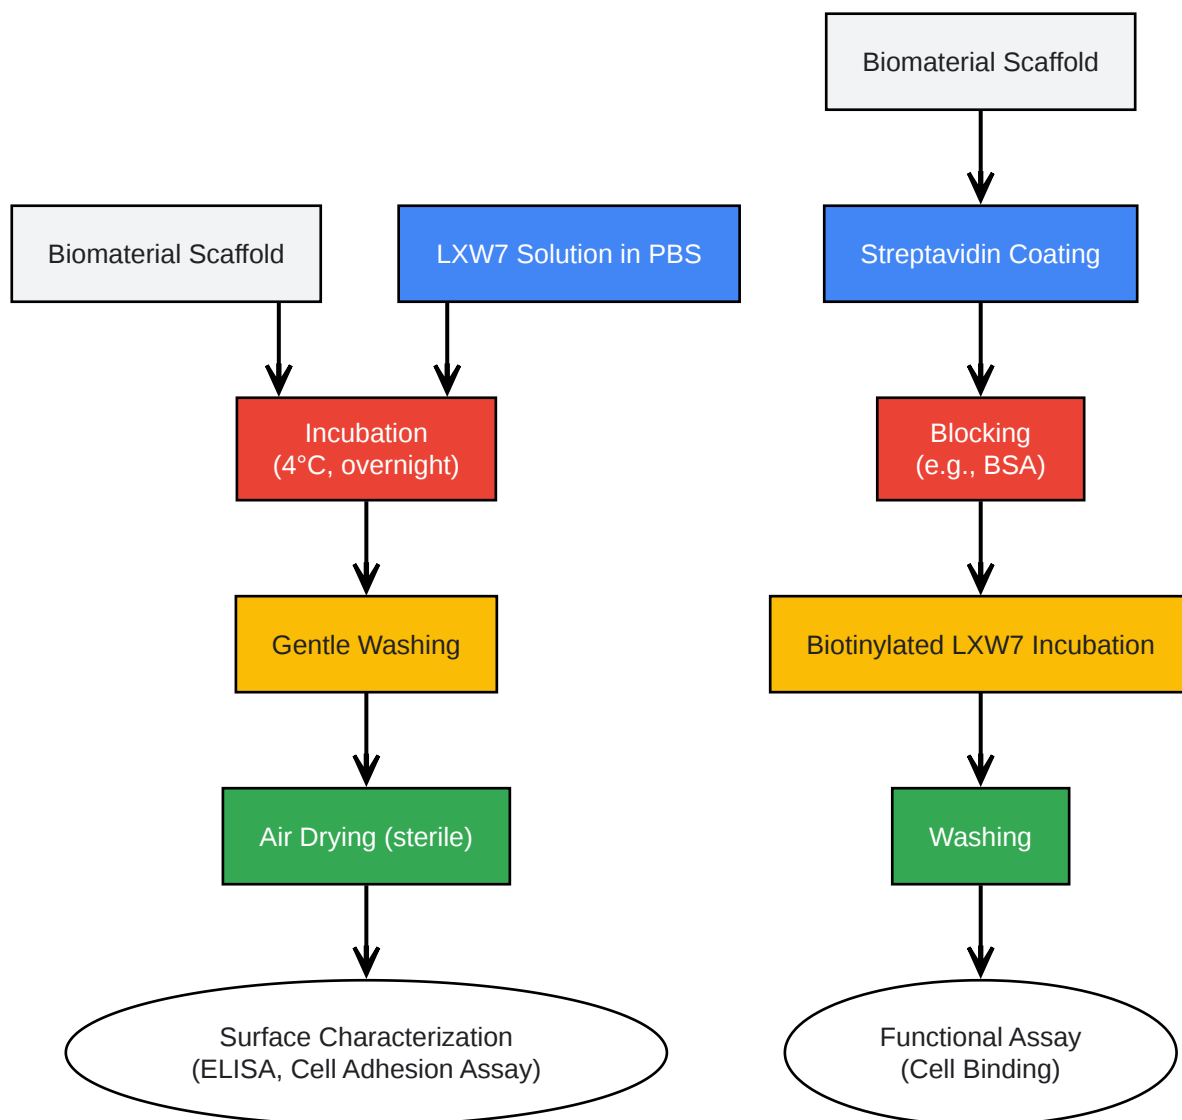 Biomaterial Scaffold
LXW7 Solution in PBS
Incubation
(4°C, overnight)
Gentle Washing
Air Drying (sterile)
Surface Characterization
(ELISA, Cell Adhesion Assay)
Biomaterial Scaffold
Streptavidin Coating
Blocking
(e.g., BSA)
Biotinylated LXW7 Incubation
Washing
Functional Assay
(Cell Binding)